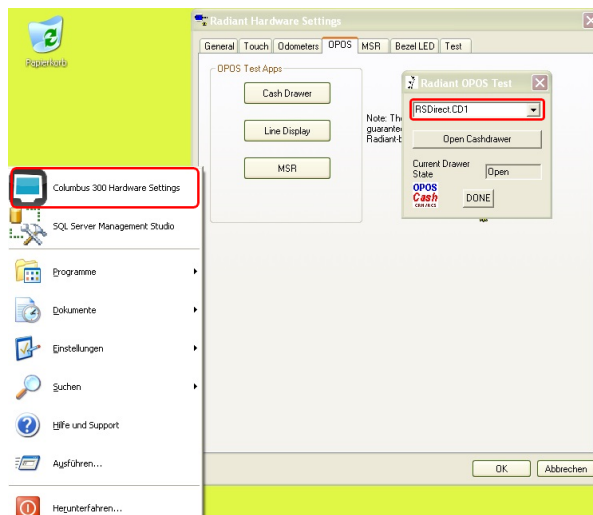 Papierkorb
Radiant Hardware Settings
General Touch Odometers OPOS MSR Bezel LED Test
OPOS Test Apps
Cash Drawer
Line Display
MSR
Note: Th
guarante
Radiant-b
Radiant OPOS Test
RSDirect.CD1
Open Cashdrawer
Current Drawer
State
Open
OPOS
Cash
DONE
Columbus 300 Hardware Settings
SQL Server Management Studio
Programme
Dokumente
Einstellungen
Suchen
Hilfe und Support
Ausführen...
Herunterfahren...
OK Abbrechen